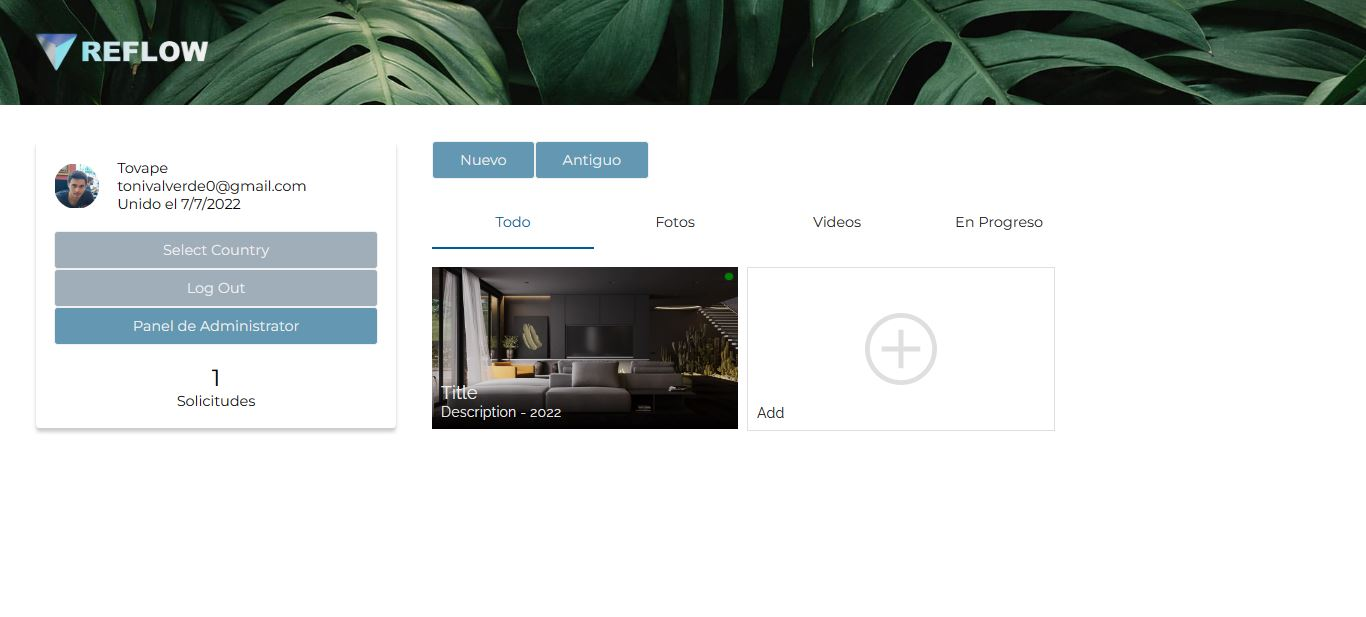 REFLOW
Tovape
tonivalverde0@gmail.com
Unido el 7/7/2022
Select Country
Log Out
Panel de Administrator
1
Solicitudes
Nuevo
Antiguo
Todo
Fotos
Videos
En Progreso
Title
Description - 2022
Add